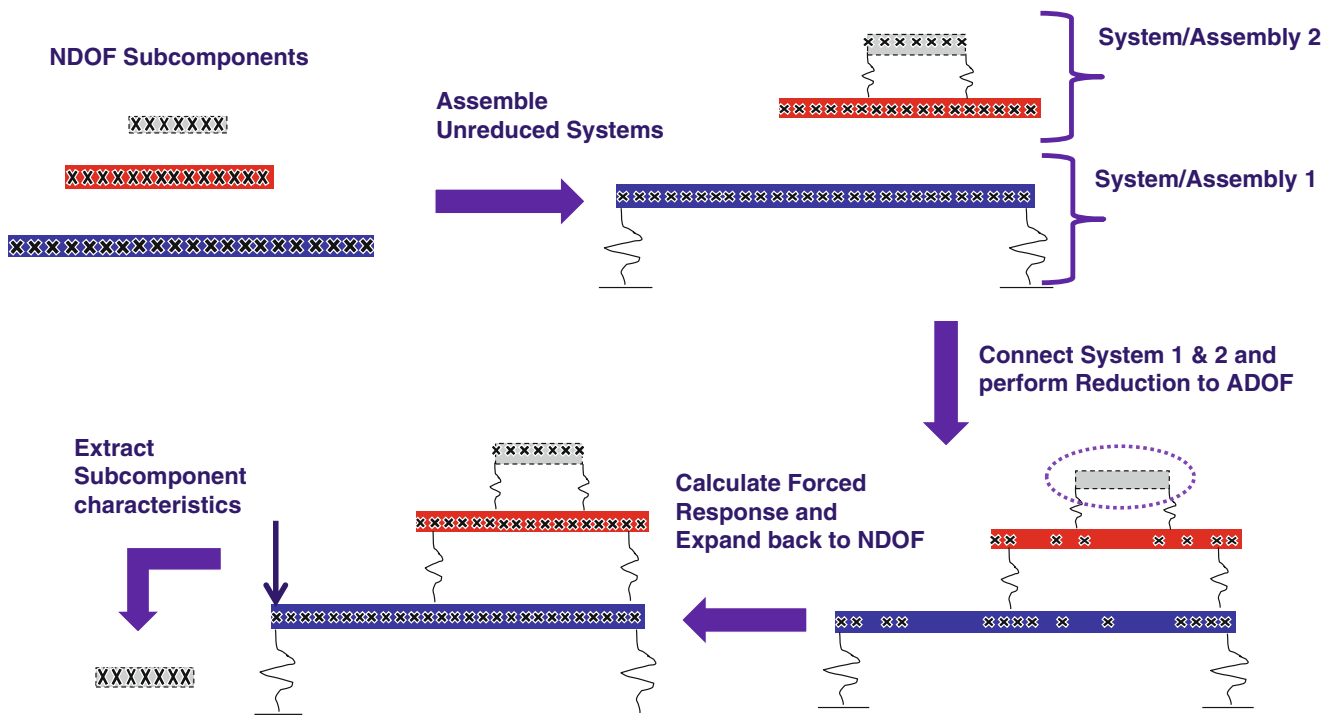 NDOF Subcomponents
Assemble
Unreduced Systems
System/Assembly 2
System/Assembly 1
Connect System 1 & 2 and
perform Reduction to ADOF
Calculate Forced
Response and
Expand back to NDOF
Extract
Subcomponent
characteristics